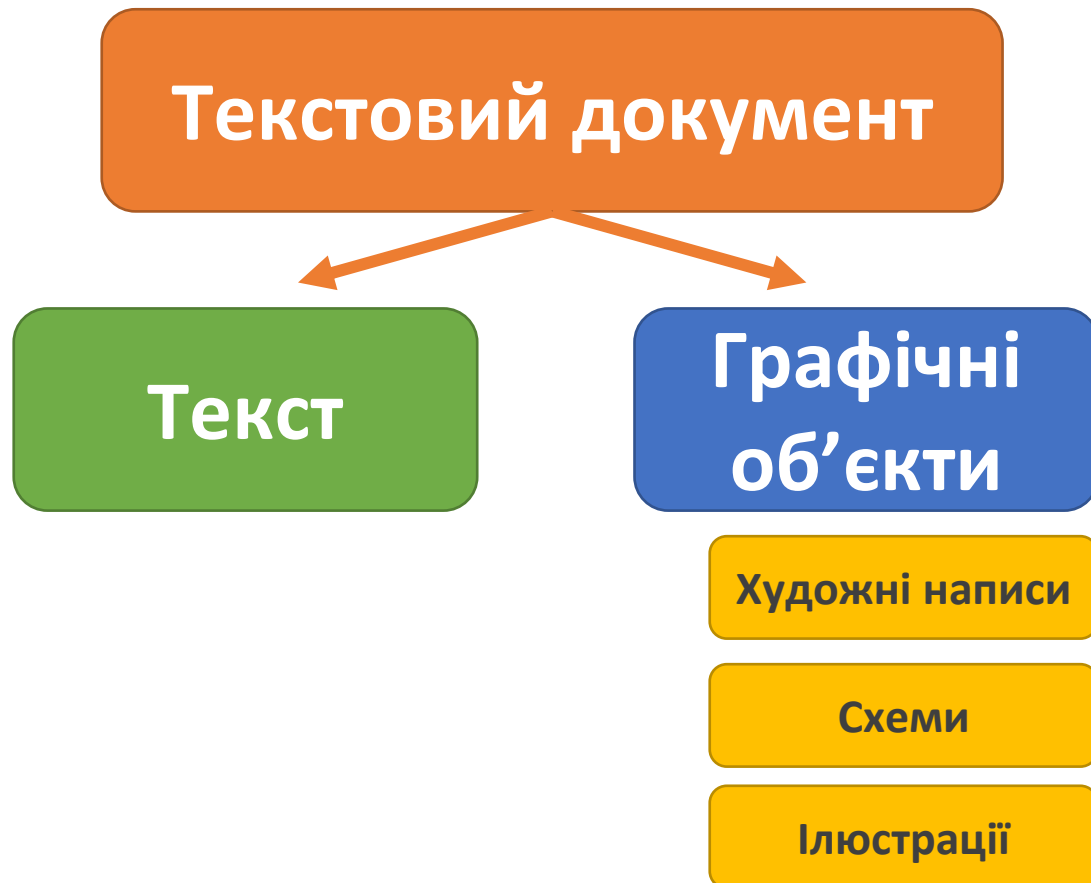 Текстовий документ
Текст
Графічні
об’єкти
Художні написи
Схеми
Ілюстрації